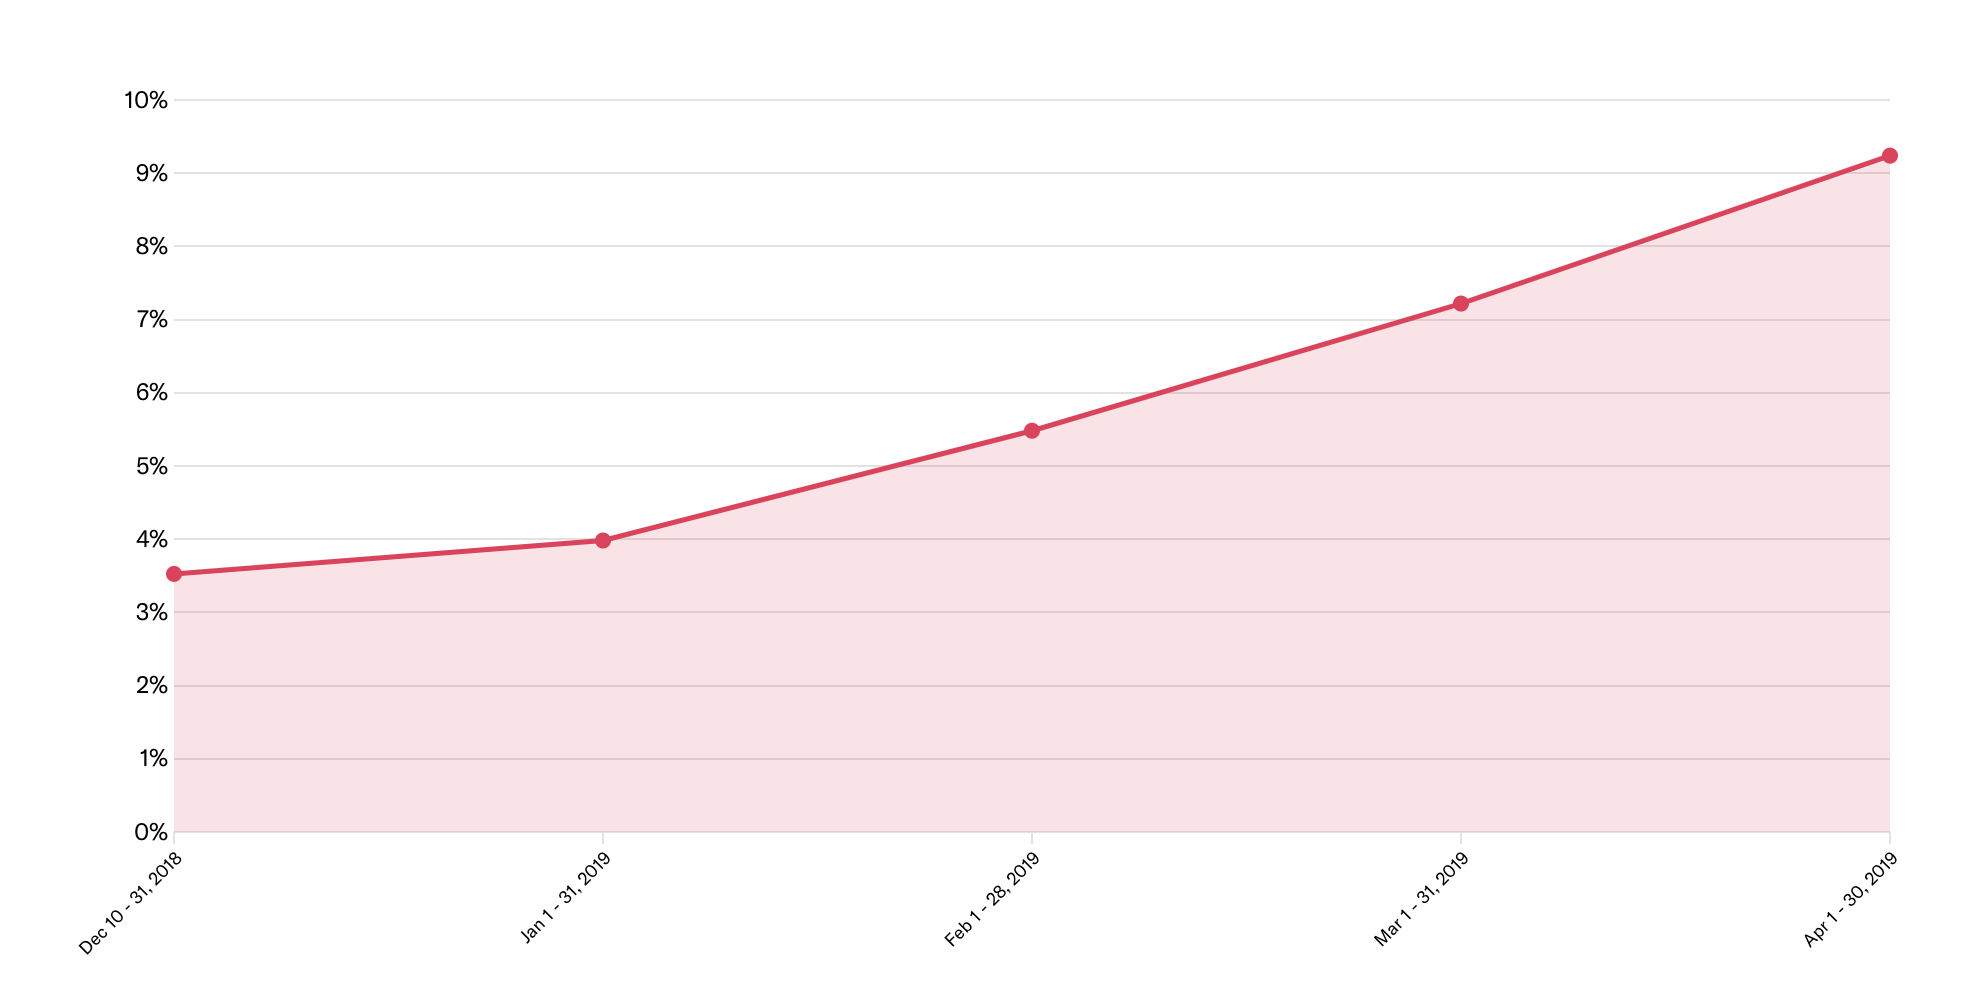 10%
9%
8%
7%
6%
5%
4%
3%
2%
1%
0%
Dec 10 - 31, 2018
Jan 1 - 31, 2019
Feb 1 - 28, 2019
Mar 1 - 31, 2019
Apr 1 - 30, 2019